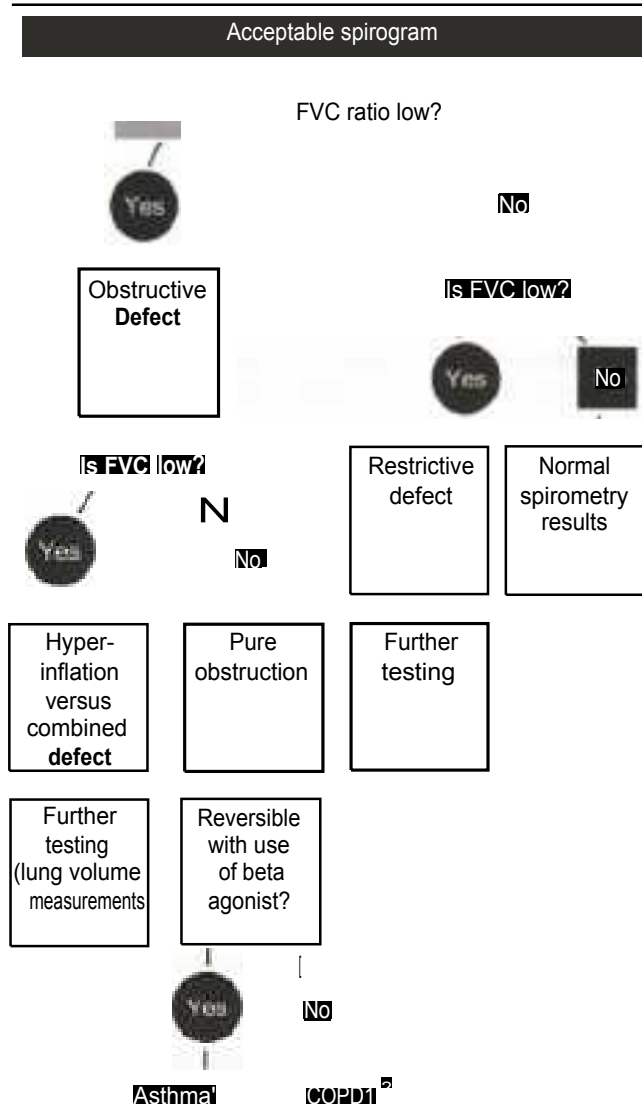 Acceptable spirogram
FVC ratio low?
Yes
No
Obstructive
Defect
Is FVC low?
Yes
No
Is FVC low?
Yes
N
No
Restrictive
defect
Normal
spirometry
results
Hyper-
inflation
versus
combined
defect
Pure
obstruction
Further
testing
Further
testing
(lung volume
measurements
Reversible
with use
of beta
agonist?
Yes
No
Asthma'
COPD1